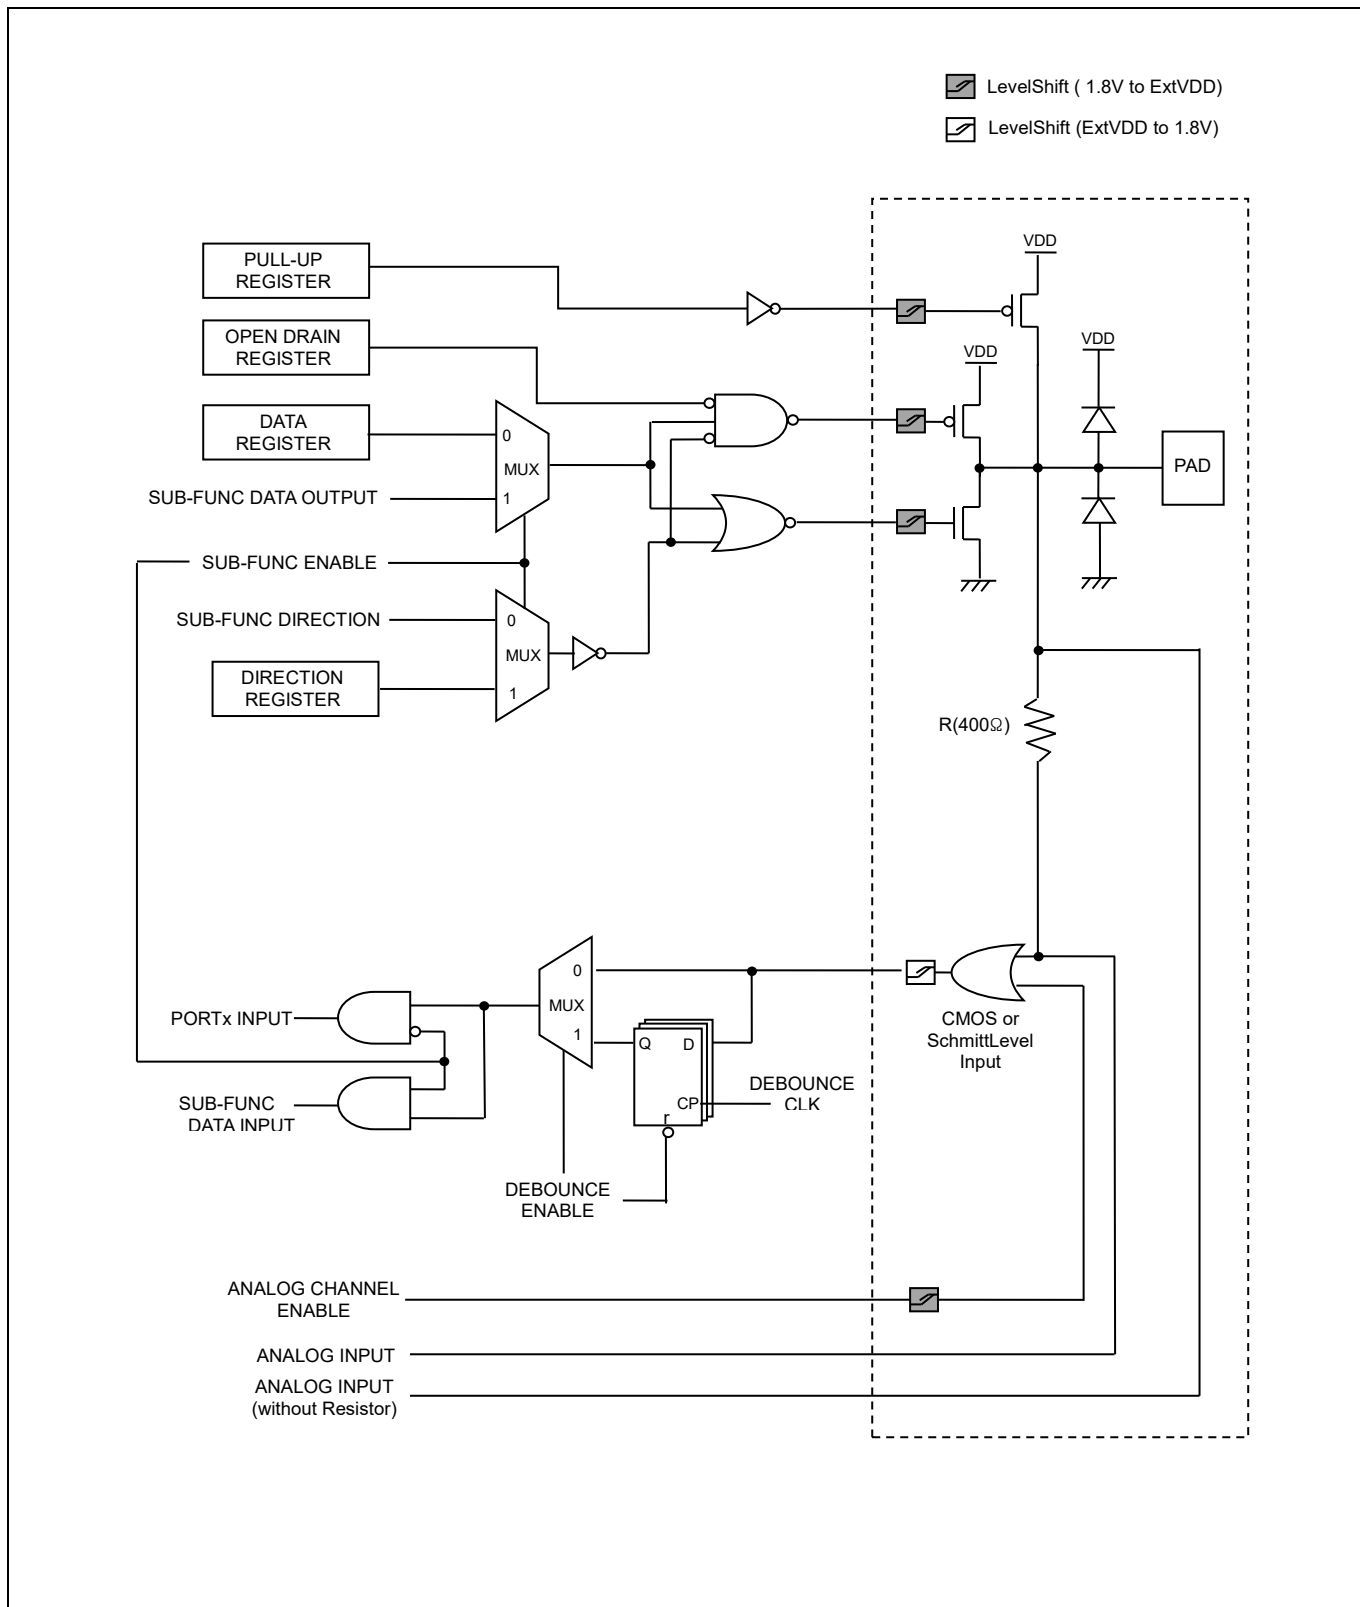 LevelShift ( 1.8V to ExtVDD)
LevelShift (ExtVDD to 1.8V)
VDD
PULL-UP
REGISTER
OPEN DRAIN
REGISTER
VDD
VDD
DATA
REGISTER
0
MUX
1
PAD
SUB-FUNC DATA OUTPUT
SUB-FUNC ENABLE
SUB-FUNC DIRECTION
0
MUX
1
DIRECTION
REGISTER
R(400Ω)
0
MUX
1
PORTx INPUT
Q
D
CP
r
CMOS or
SchmittLevel
Input
DEBOUNCE
CLK
SUB-FUNC
DATA INPUT
DEBOUNCE
ENABLE
ANALOG CHANNEL
ENABLE
ANALOG INPUT
ANALOG INPUT
(without Resistor)